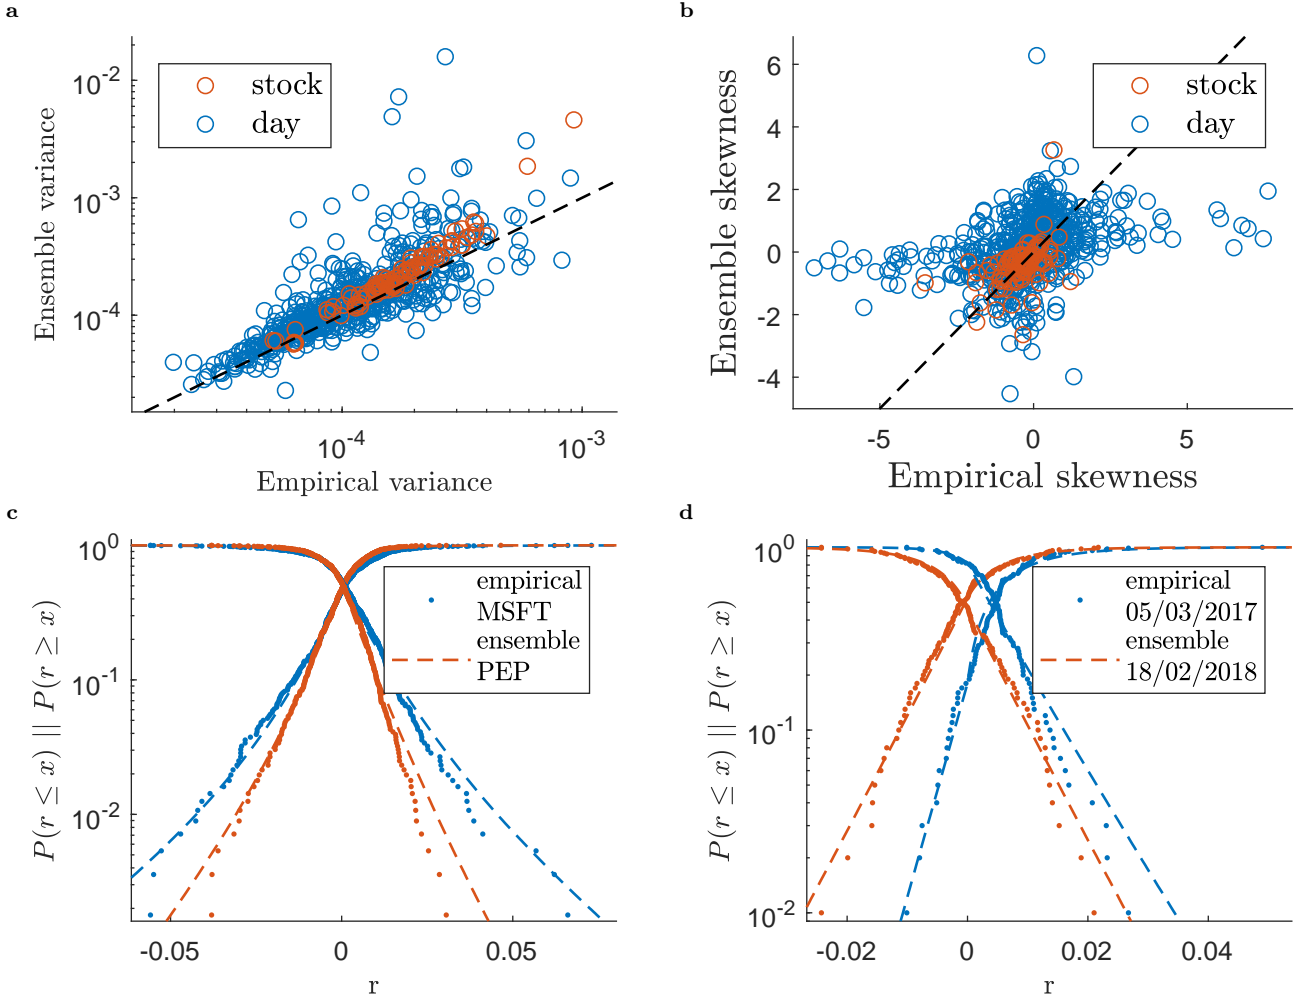 a
10^-2
10^-3
10^-4
Ensemble variance
stock
day
10^-4
10^-3
Empirical variance
b
6
4
2
0
-2
-4
Ensemble skewness
stock
day
-5
0
5
Empirical skewness
c
10^0
10^-1
10^-2
P(r ≤ x) || P(r ≥ x)
empirical
MSFT
ensemble
PEP
-0.05
0
0.05
r
d
10^0
10^-1
10^-2
P(r ≤ x) || P(r ≥ x)
empirical
05/03/2017
ensemble
18/02/2018
-0.02
0
0.02
0.04
r